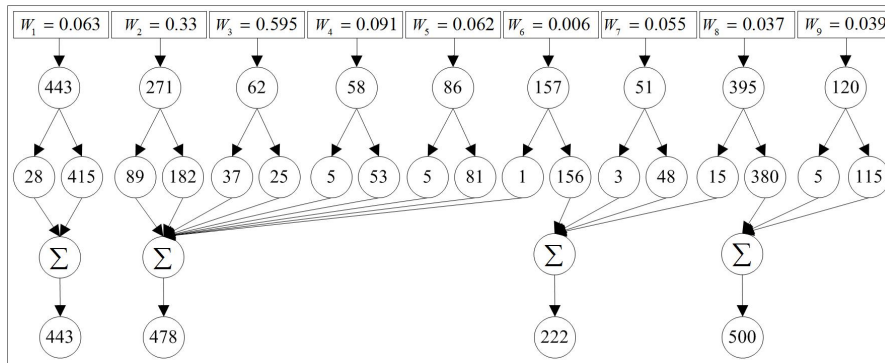 W1 = 0.063 W2 = 0.33 W3 = 0.595 W4 = 0.091 W5 = 0.062 W6 = 0.006 W7 = 0.055 W8 = 0.037 W9 = 0.039
443 271 62 58 86 157 51 395 120
28 415 89 182 37 25 5 53 5 81 1 156 3 48 15 380 5 115
Σ Σ Σ Σ
443 478 222 500